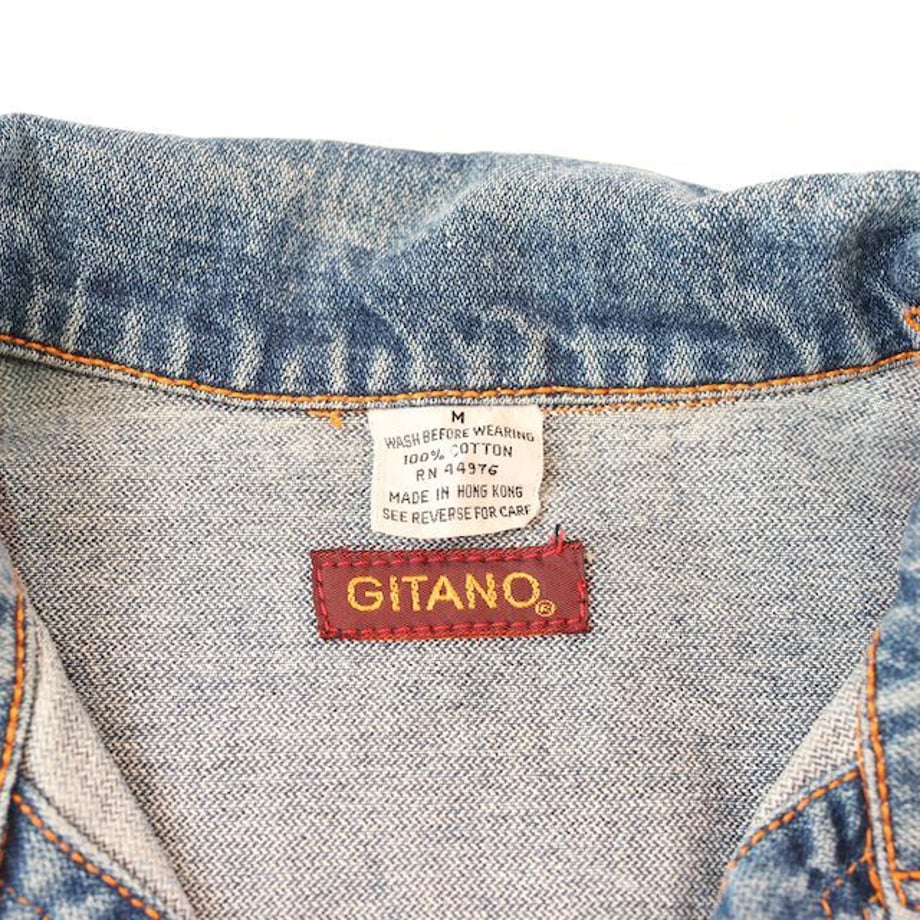 M
WASH BEFORE WEARING
100% COTTON
RN 44976
MADE IN HONG KONG
SEE REVERSE FOR CARE
GITANO®